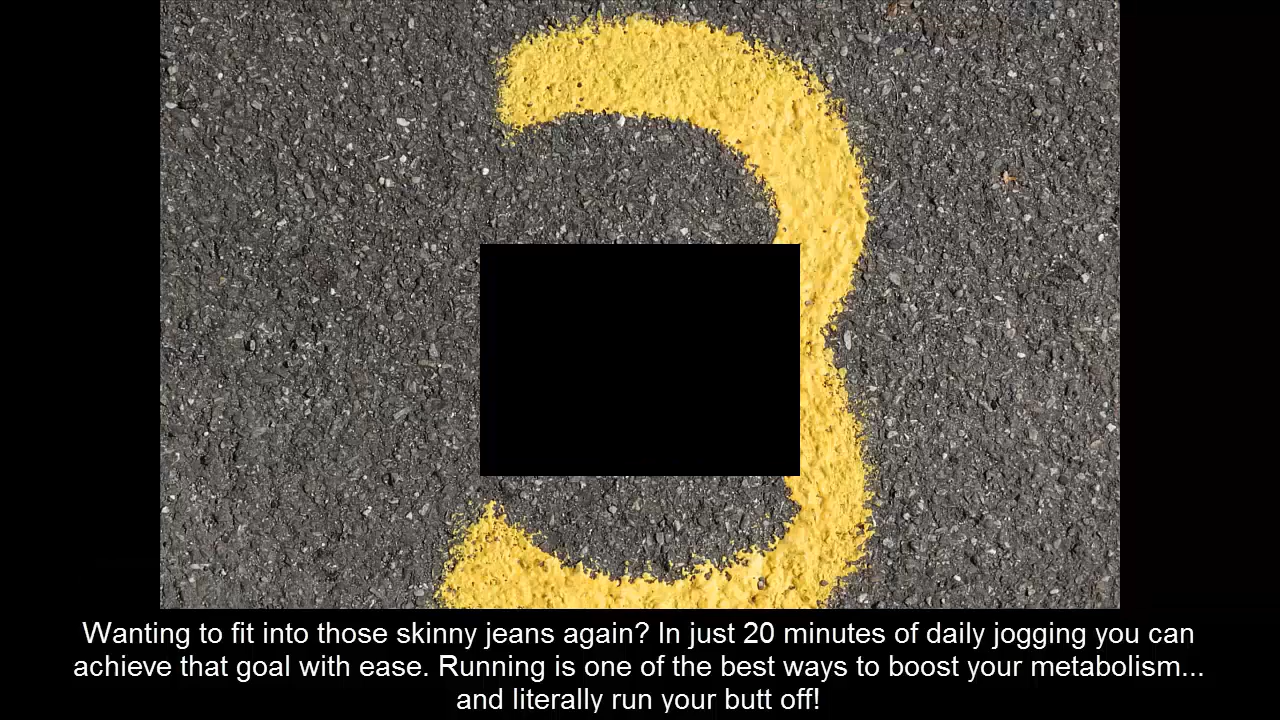 3
Wanting to fit into those skinny jeans again? In just 20 minutes of daily jogging you can
achieve that goal with ease. Running is one of the best ways to boost your metabolism...
and literally run your butt off!